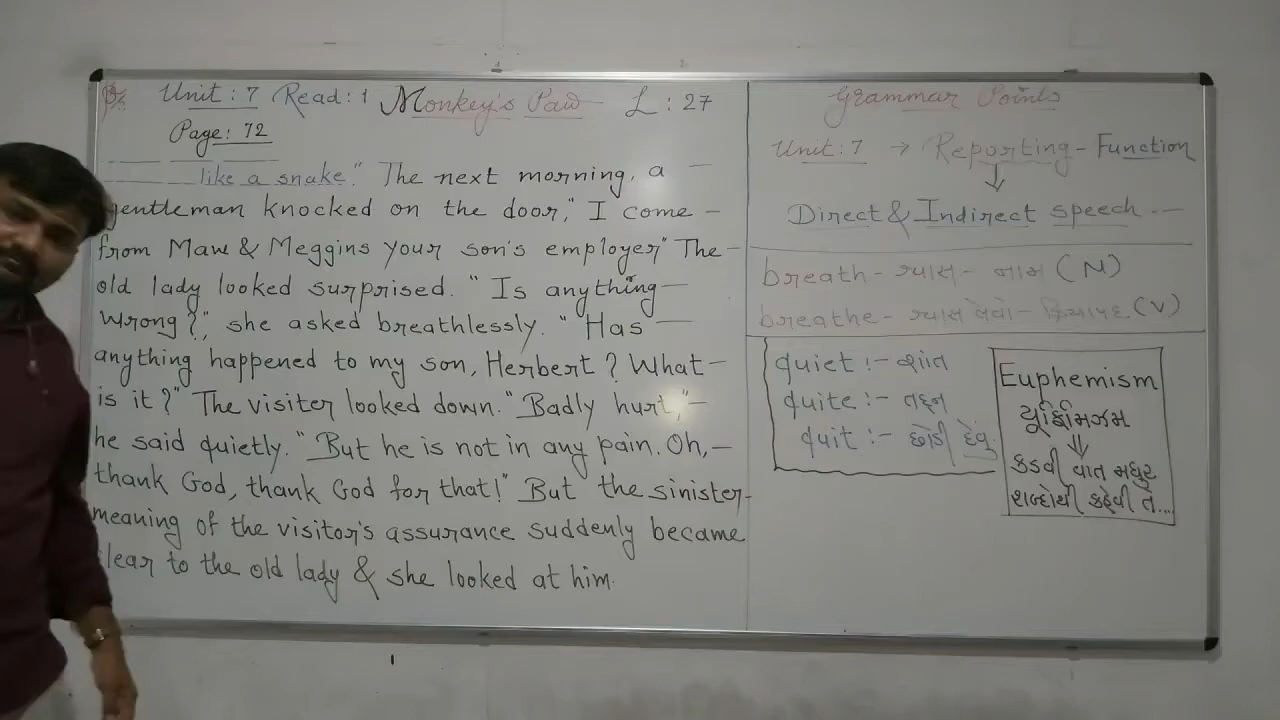 Unit : 7 Read : 1 Monkey's Paw L : 27
Page : 72
like a snake." The next morning, a
gentleman knocked on the door," I come
from Maw & Meggins your son's employer" The
old lady looked surprised. "Is anything
wrong?," she asked breathlessly. "Has
anything happened to my son, Herbert ? What
is it?" The visiter looked down. "Badly hurt,"
he said quietly. "But he is not in any pain. Oh,
thank God, thank God for that!" But the sinister
meaning of the visitor's assurance suddenly became
clear to the old lady & she looked at him.
Grammar Points
Unit : 7 → Reporting - Function
Direct & Indirect speech
breath - શ્વાસ - નામ (N)
breathe - શ્વાસ લેવો - ક્રિયાપદ (V)
quiet :- શાંત
quite :- તદ્દન
quit :- છોડી દેવું
Euphemism
યૂફીમિઝમ
કડવી વાત મધુર
શબ્દોથી કહેવી તે...